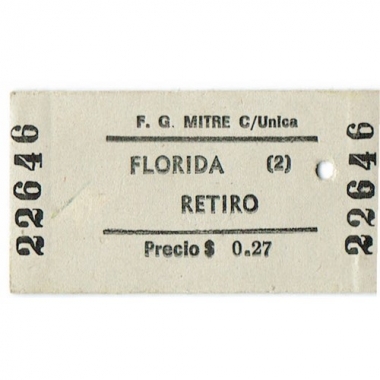 F. G. MITRE C/Unica
FLORIDA (2)
RETIRO
Precio $ 0.27
22646
22646